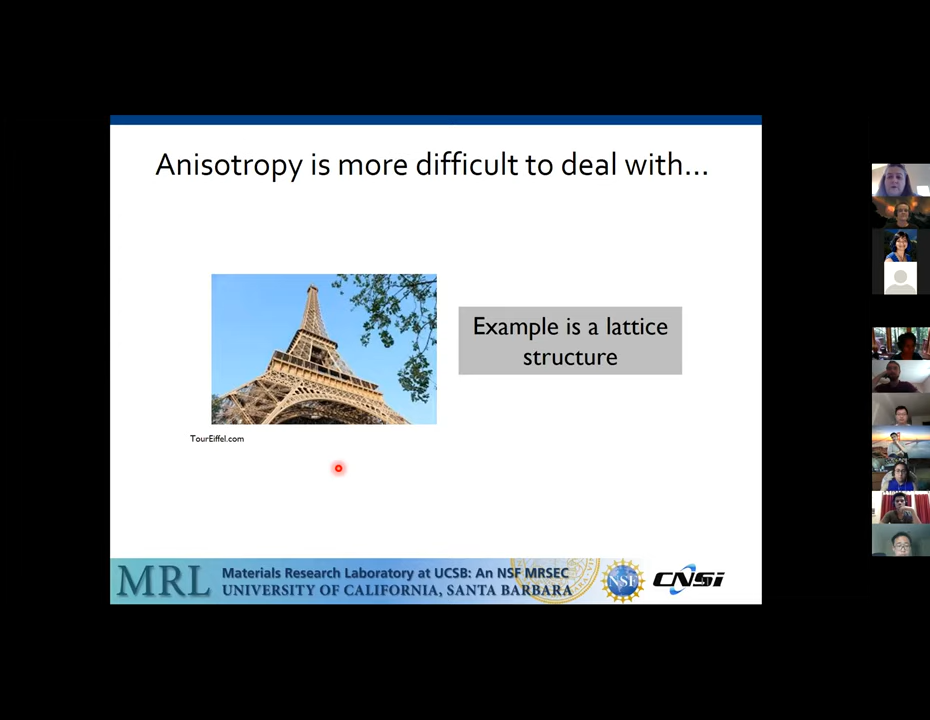 Anisotropy is more difficult to deal with...
Example is a lattice
structure
TourEiffel.com
MRL
Materials Research Laboratory at UCSB: An NSF MRSEC
UNIVERSITY OF CALIFORNIA, SANTA BARBARA
NSF
CNSi